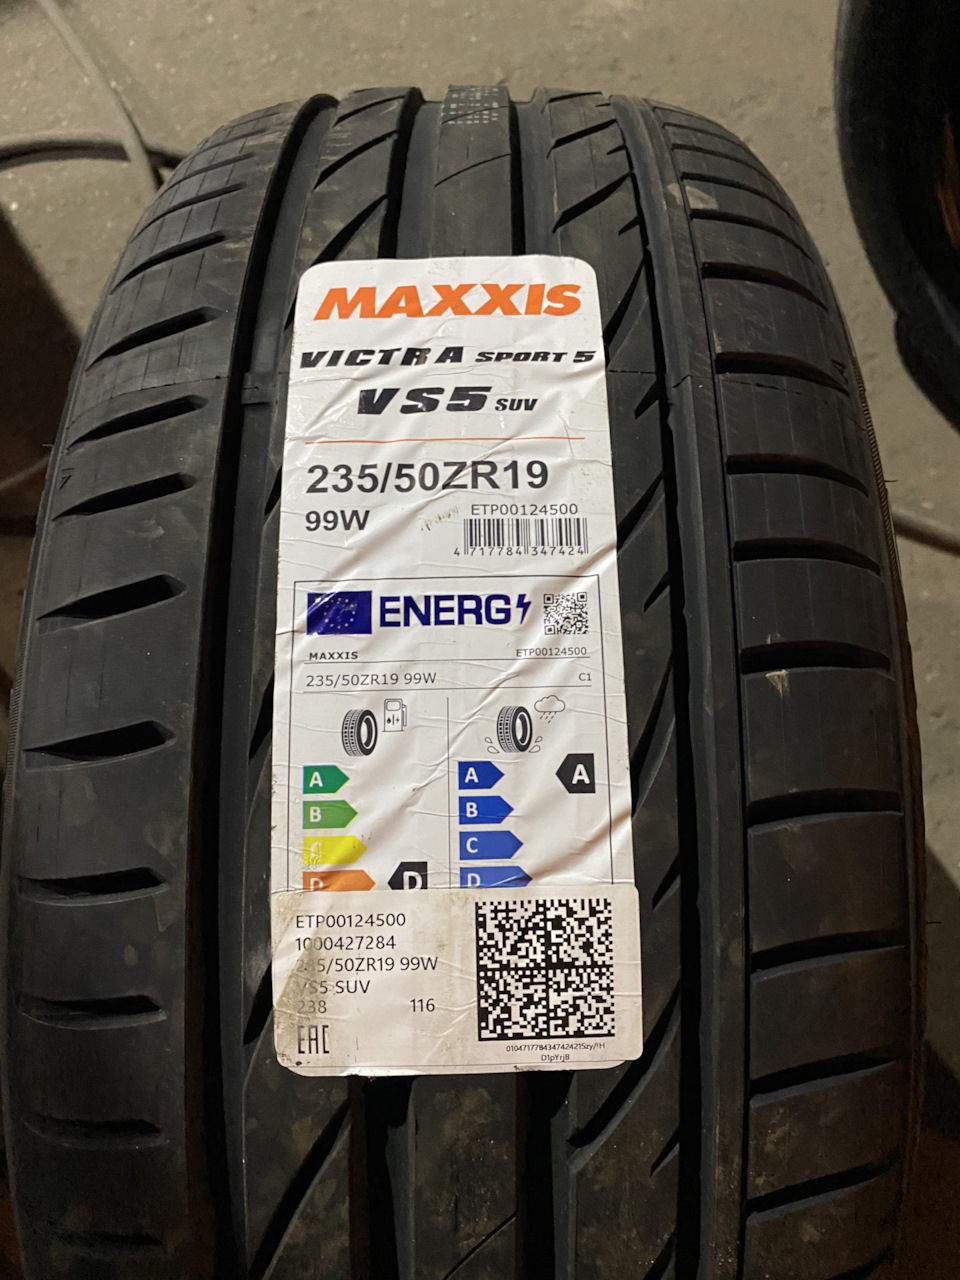 MAXXIS
VICTRA SPORT 5
VS5 SUV
235/50ZR19
99W
ETP00124500
4 717784 347424
ENERG
MAXXIS
ETP00124500
235/50ZR19 99W
C1
A
B
D
D
A
B
C
D
A
ETP00124500
1000427284
235/50ZR19 99W
VS5 SUV
238 116
EAC